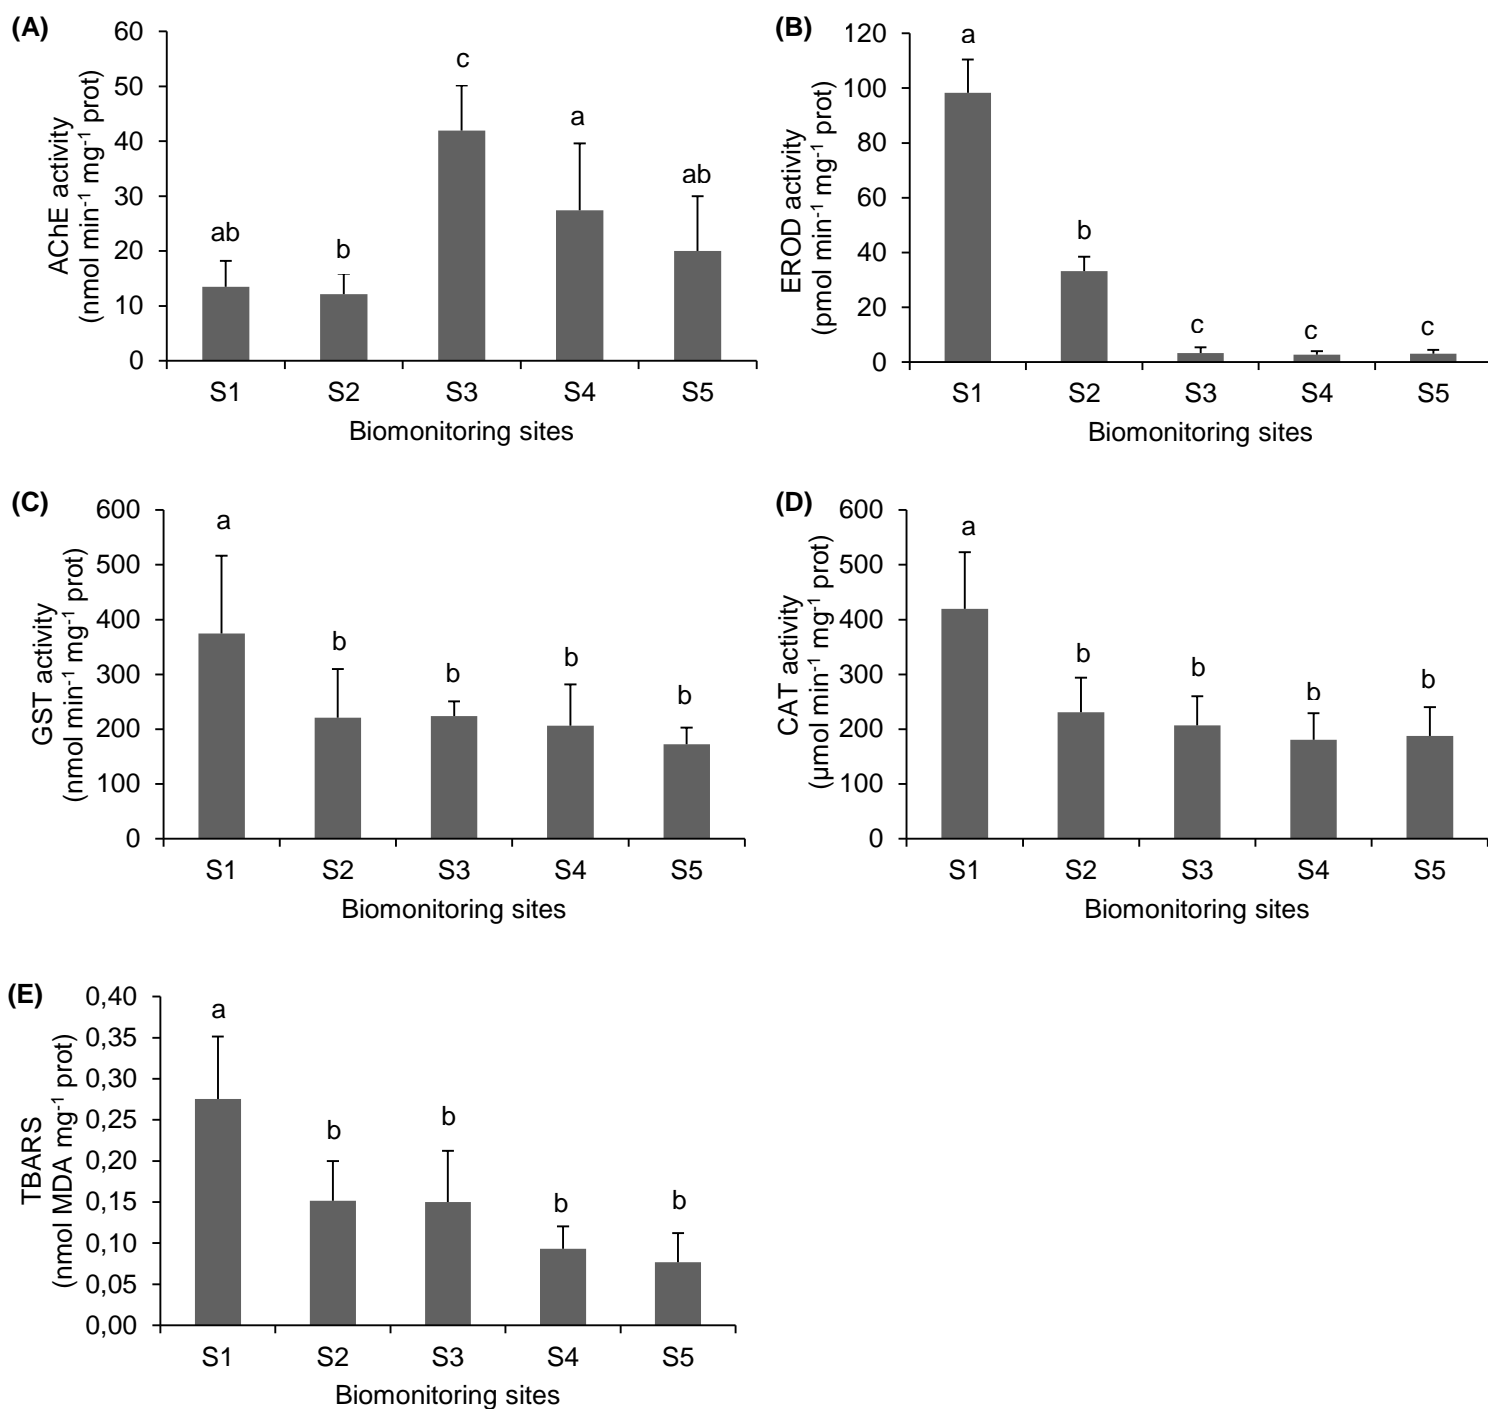 (A)
AChE activity
(nmol min-1 mg-1 prot)
60
50
40
30
20
10
0
ab
b
c
a
ab
S1 S2 S3 S4 S5
Biomonitoring sites
(B)
EROD activity
(pmol min-1 mg-1 prot)
120
100
80
60
40
20
0
a
b
c
c
c
S1 S2 S3 S4 S5
Biomonitoring sites
(C)
GST activity
(nmol min-1 mg-1 prot)
600
500
400
300
200
100
0
a
b
b
b
b
S1 S2 S3 S4 S5
Biomonitoring sites
(D)
CAT activity
(µmol min-1 mg-1 prot)
600
500
400
300
200
100
0
a
b
b
b
b
S1 S2 S3 S4 S5
Biomonitoring sites
(E)
TBARS
(nmol MDA mg-1 prot)
0,40
0,35
0,30
0,25
0,20
0,15
0,10
0,05
0,00
a
b
b
b
b
S1 S2 S3 S4 S5
Biomonitoring sites